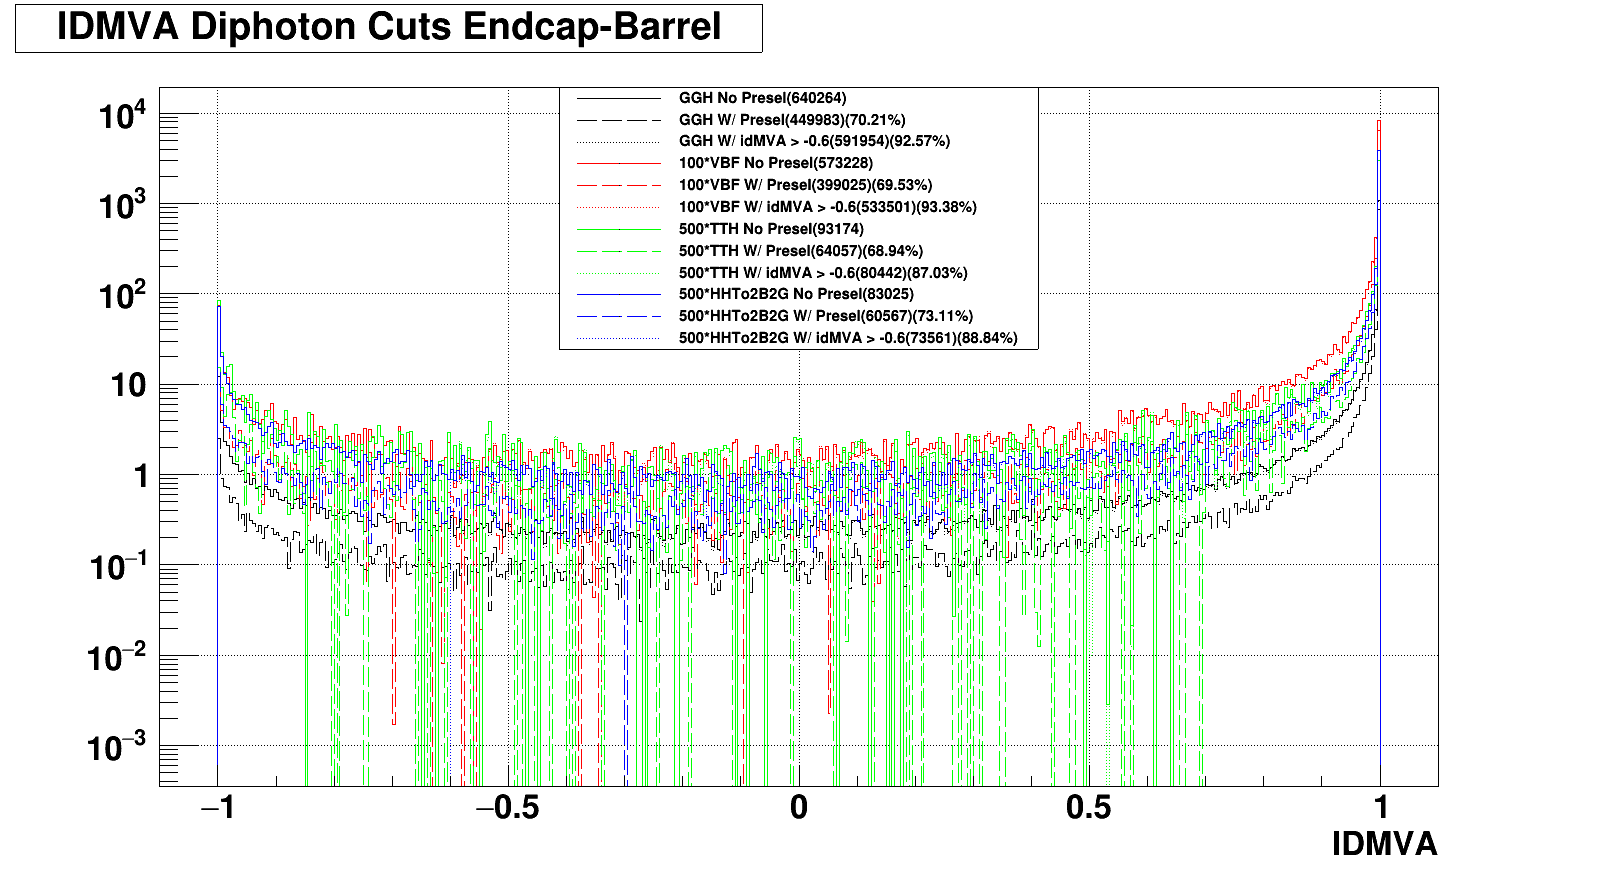 IDMVA Diphoton Cuts Endcap-Barrel
GGH No Presel(640264)
GGH W/ Presel(449983)(70.21%)
GGH W/ idMVA > -0.6(591954)(92.57%)
100*VBF No Presel(573228)
100*VBF W/ Presel(399025)(69.53%)
100*VBF W/ idMVA > -0.6(533501)(93.38%)
500*TTH No Presel(93174)
500*TTH W/ Presel(64057)(68.94%)
500*TTH W/ idMVA > -0.6(80442)(87.03%)
500*HHTo2B2G No Presel(83025)
500*HHTo2B2G W/ Presel(60567)(73.11%)
500*HHTo2B2G W/ idMVA > -0.6(73561)(88.84%)
10⁴
10³
10²
10
1
10⁻¹
10⁻²
10⁻³
−1 −0.5 0 0.5 1
IDMVA